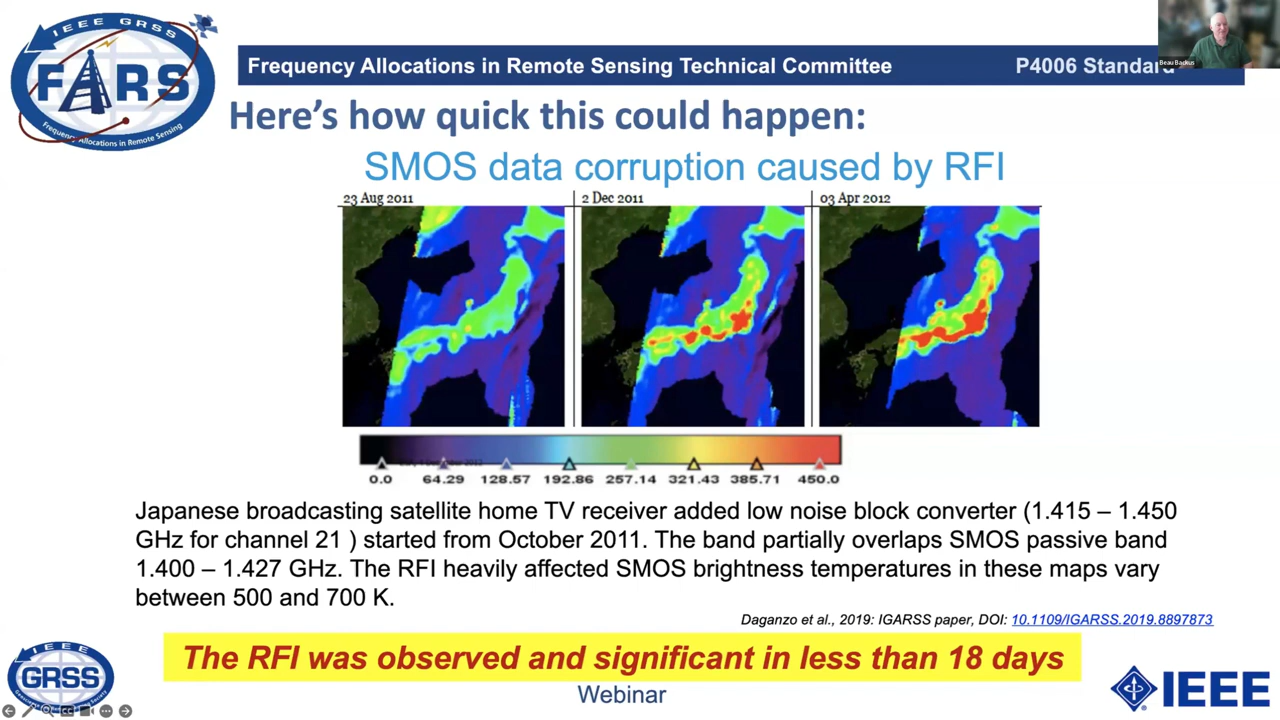 IEEE GRSS
FARS
Frequency Allocations in Remote Sensing
Frequency Allocations in Remote Sensing Technical Committee
P4006 Standard
Beau Backus
Here's how quick this could happen:
SMOS data corruption caused by RFI
23 Aug 2011
2 Dec 2011
03 Apr 2012
0.0 64.29 128.57 192.86 257.14 321.43 385.71 450.0
Japanese broadcasting satellite home TV receiver added low noise block converter (1.415 – 1.450
GHz for channel 21 ) started from October 2011. The band partially overlaps SMOS passive band
1.400 – 1.427 GHz. The RFI heavily affected SMOS brightness temperatures in these maps vary
between 500 and 700 K.
Daganzo et al., 2019: IGARSS paper, DOI: 10.1109/IGARSS.2019.8897873
The RFI was observed and significant in less than 18 days
Webinar
IEEE
GRSS
IEEE